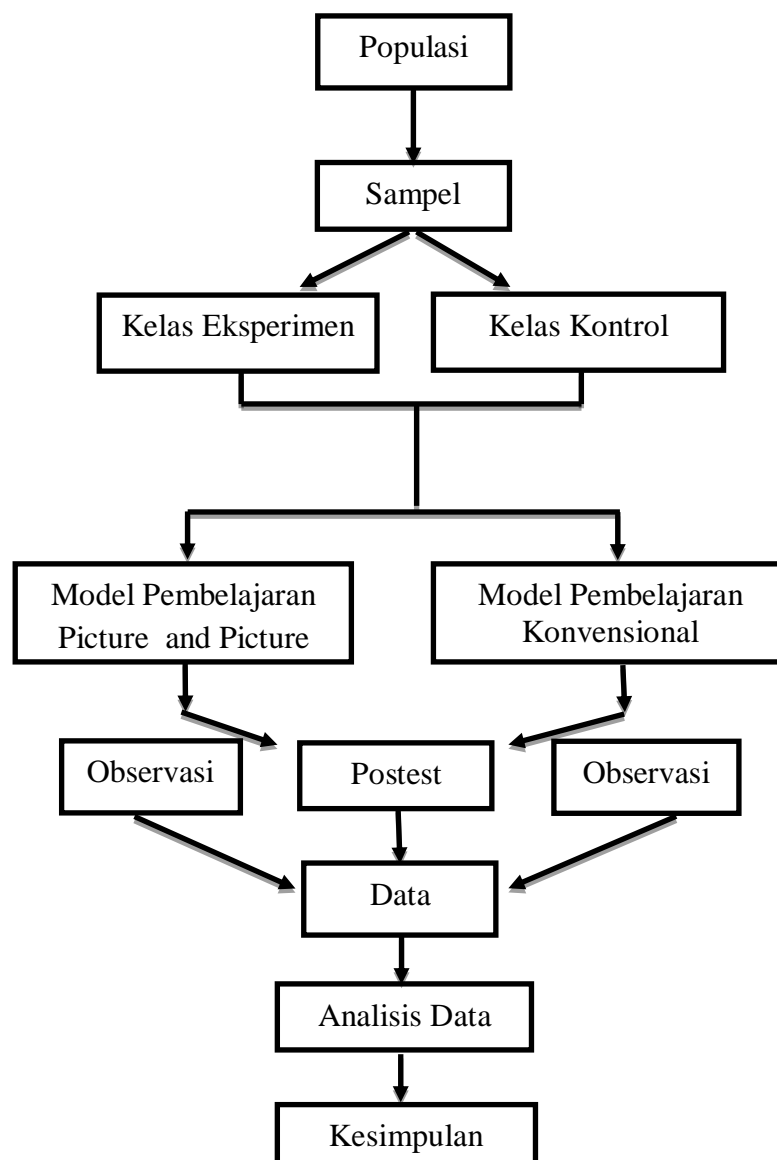 Populasi
Sampel
Kelas Eksperimen
Kelas Kontrol
Model Pembelajaran
Picture and Picture
Model Pembelajaran
Konvensional
Observasi
Postest
Observasi
Data
Analisis Data
Kesimpulan